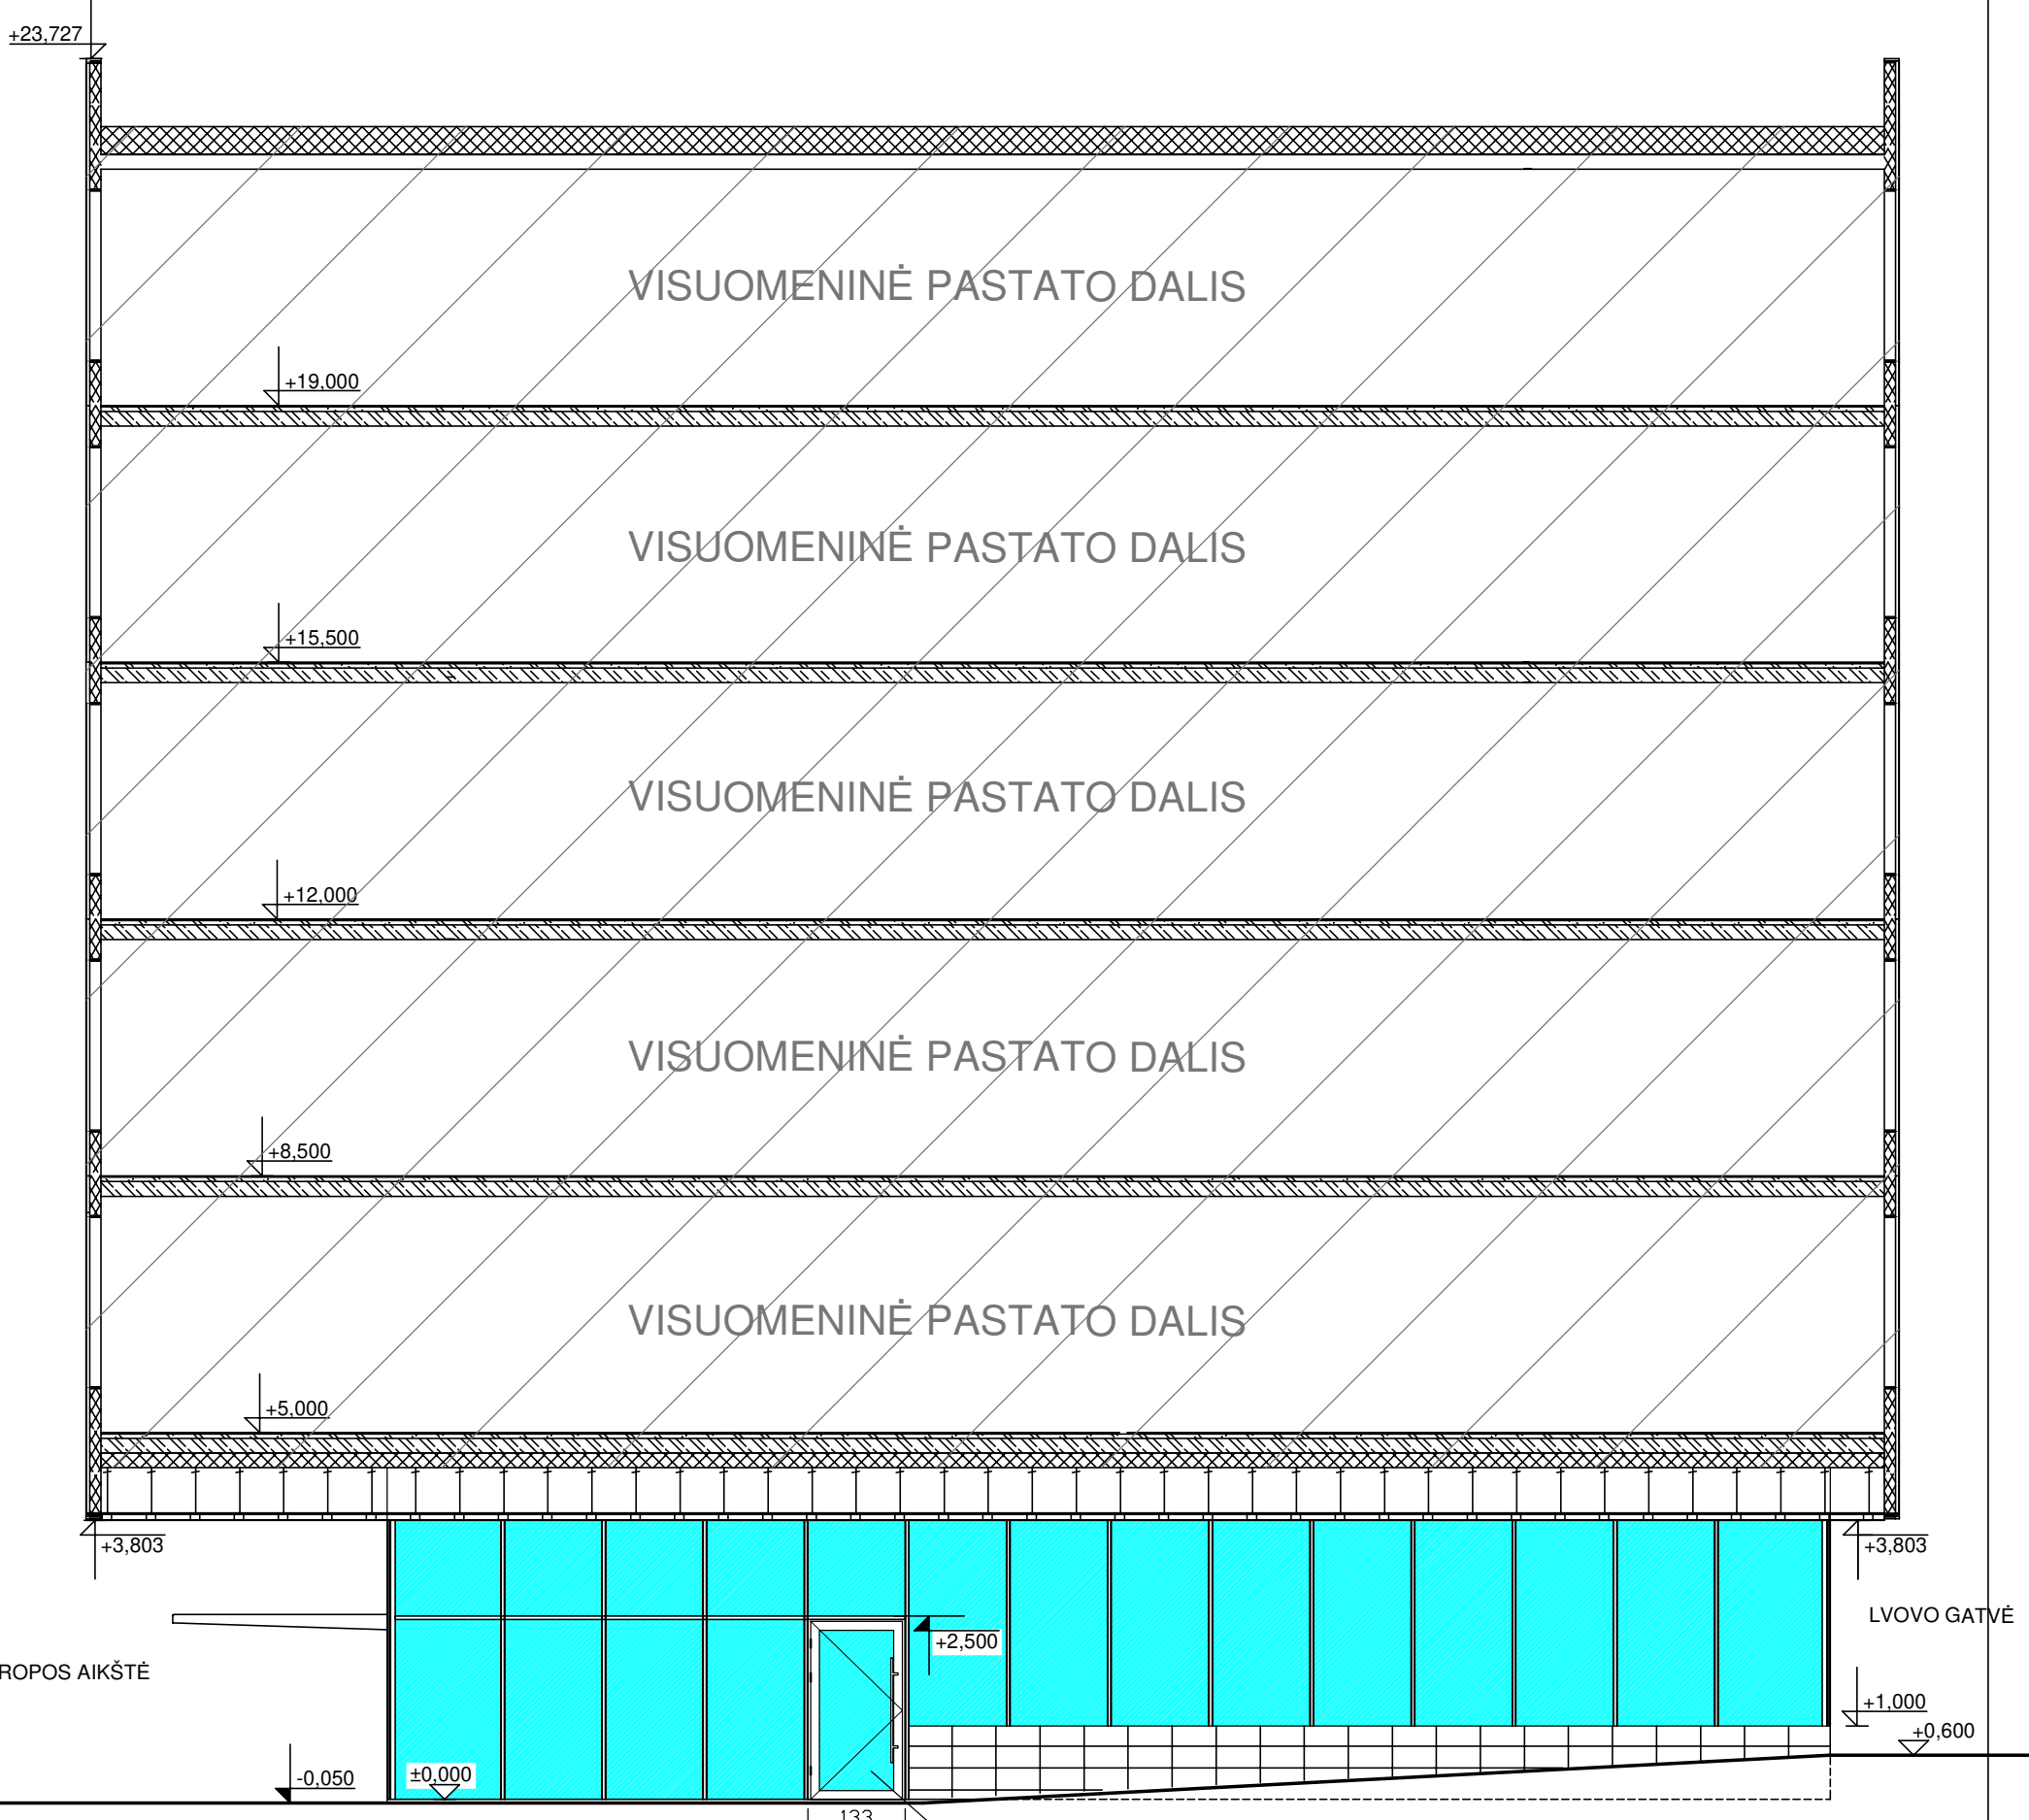 +23,727
VISUOMENINĖ PASTATO DALIS
+19,000
VISUOMENINĖ PASTATO DALIS
+15,500
VISUOMENINĖ PASTATO DALIS
+12,000
VISUOMENINĖ PASTATO DALIS
+8,500
VISUOMENINĖ PASTATO DALIS
+5,000
+3,803
+3,803
LVOVO GATVĖ
+2,500
ROPOS AIKŠTĖ
+1,000
+0,600
-0,050
±0,000
133